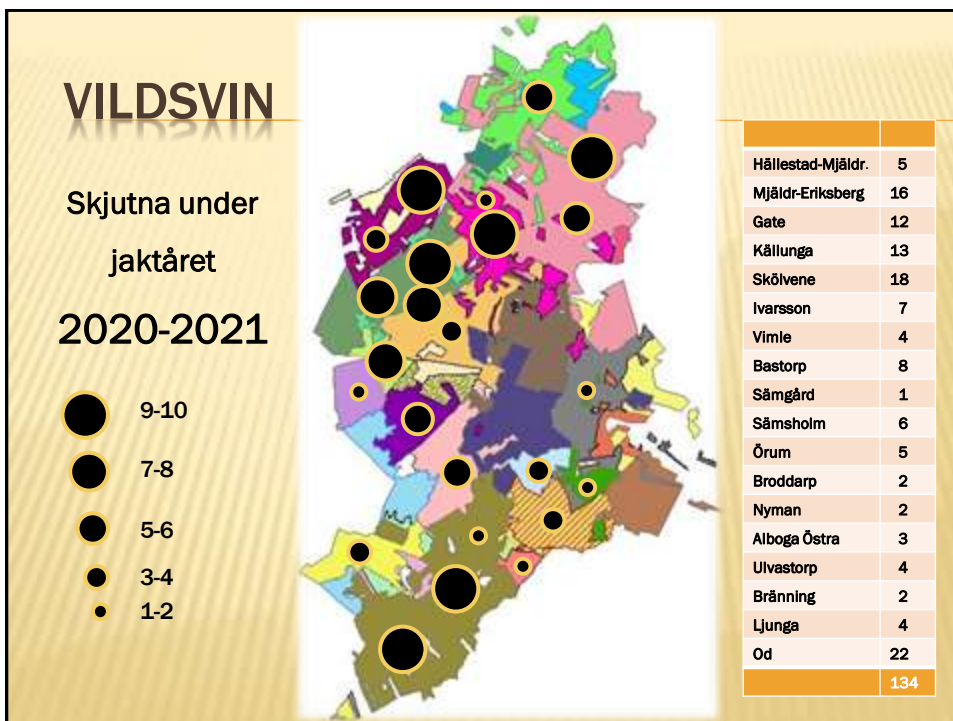 VILDSVIN
Skjutna under
jaktåret
2020-2021
9-10
7-8
5-6
3-4
1-2
Hällestad-Mjäldr. 5
Mjäldr-Eriksberg 16
Gate 12
Källunga 13
Skölvene 18
Ivarsson 7
Vimle 4
Bastorp 8
Sämgård 1
Sämsholm 6
Örum 5
Broddarp 2
Nyman 2
Alboga Östra 3
Ulvastorp 4
Bränning 2
Ljunga 4
Od 22
134